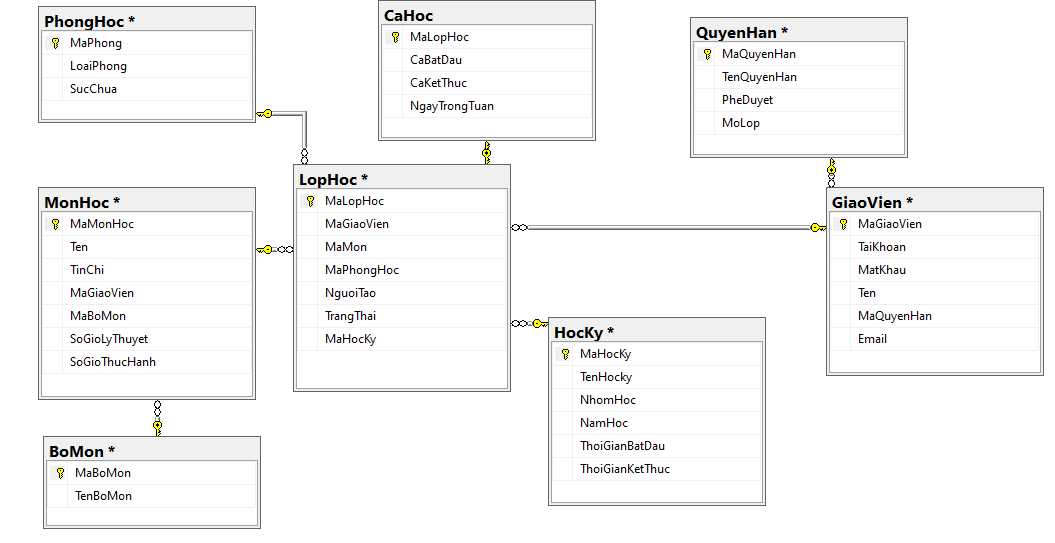 PhongHoc *
MaPhong
LoaiPhong
SucChua
CaHoc
MaLopHoc
CaBatDau
CaKetThuc
NgayTrongTuan
QuyenHan *
MaQuyenHan
TenQuyenHan
PheDuyet
MoLop
MonHoc *
MaMonHoc
Ten
TinChi
MaGiaoVien
MaBoMon
SoGioLyThuyet
SoGioThucHanh
LopHoc *
MaLopHoc
MaGiaoVien
MaMon
MaPhongHoc
NguoiTao
TrangThai
MaHocKy
GiaoVien *
MaGiaoVien
TaiKhoan
MatKhau
Ten
MaQuyenHan
Email
HocKy *
MaHocKy
TenHocky
NhomHoc
NamHoc
ThoiGianBatDau
ThoiGianKetThuc
BoMon *
MaBoMon
TenBoMon